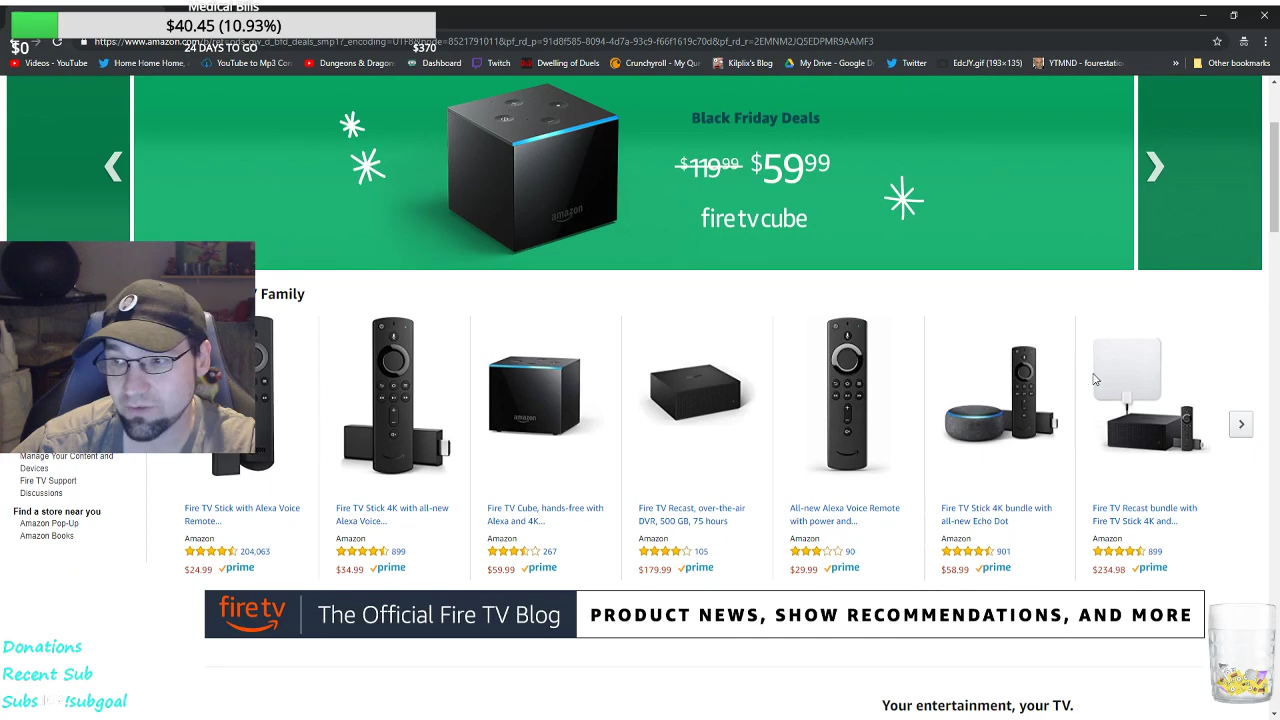 Medical Bills
$40.45 (10.93%)
$0
24 DAYS TO GO
$370
Videos - YouTube
Home Home Home,
YouTube to Mp3 Con
Dungeons & Dragons
Dashboard
Twitch
Dwelling of Duels
Crunchyroll - My Qu
Kilplix's Blog
My Drive - Google D
Twitter
EdcJY.gif (193×135)
YTMND - fourestation
»
Other bookmarks
Black Friday Deals
$119.99 $59.99
amazon
fire tv cube
Family
amazon
Manage Your Content and
Devices
Fire TV Support
Discussions
Find a store near you
Amazon Pop-Up
Amazon Books
Fire TV Stick with Alexa Voice
Remote...
Amazon
204,063
$24.99 prime
Fire TV Stick 4K with all-new
Alexa Voice...
Amazon
899
$34.99 prime
Fire TV Cube, hands-free with
Alexa and 4K...
Amazon
267
$59.99 prime
Fire TV Recast, over-the-air
DVR, 500 GB, 75 hours
Amazon
105
$179.99 prime
All-new Alexa Voice Remote
with power and...
Amazon
90
$29.99 prime
Fire TV Stick 4K bundle with
all-new Echo Dot
Amazon
901
$58.99 prime
Fire TV Recast bundle with
Fire TV Stick 4K and...
Amazon
899
$234.98 prime
fire tv The Official Fire TV Blog PRODUCT NEWS, SHOW RECOMMENDATIONS, AND MORE
Donations
Recent Sub
Subs !subgoal
Your entertainment, your TV.